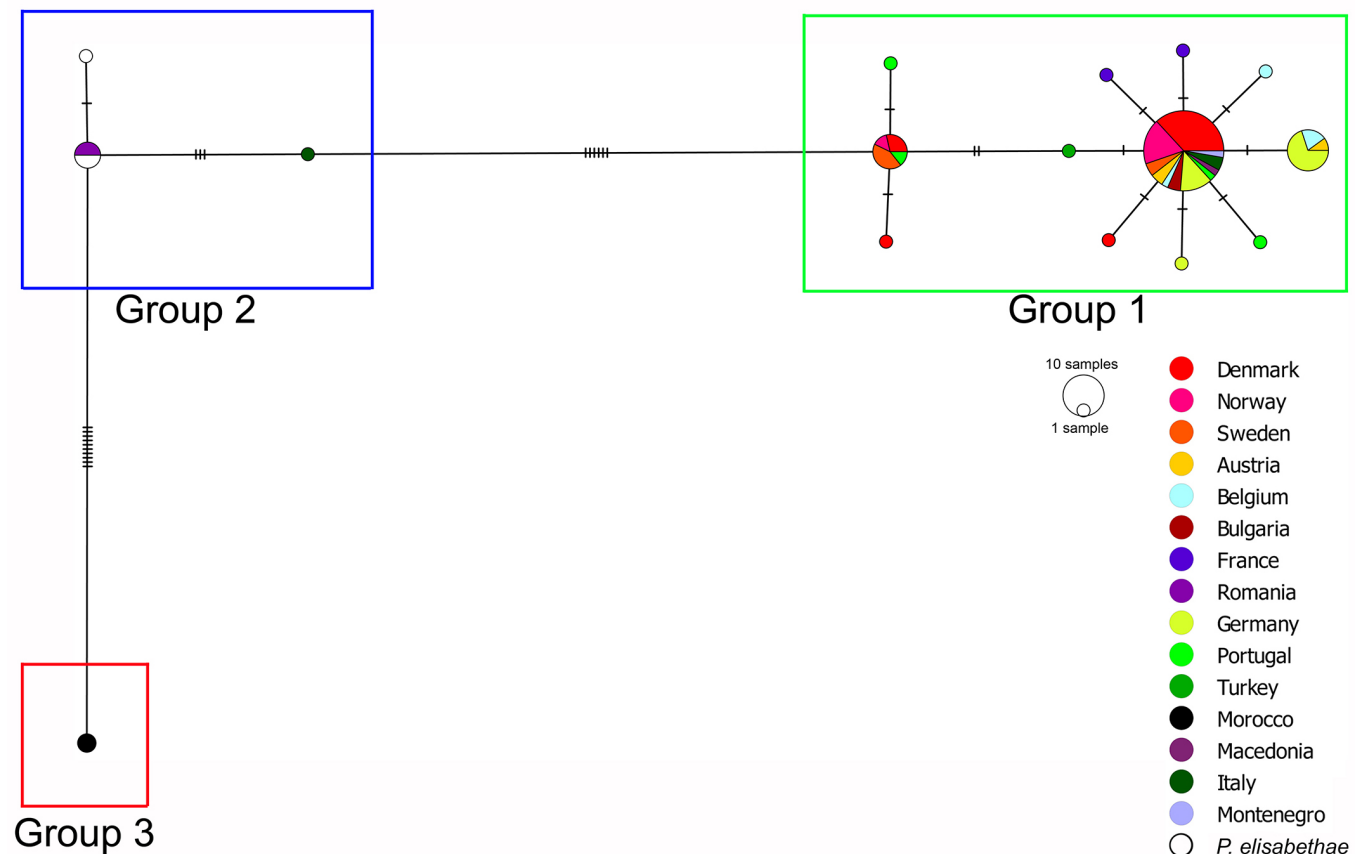 Group 2
Group 1
10 samples
1 sample
Denmark
Norway
Sweden
Austria
Belgium
Bulgaria
France
Romania
Germany
Portugal
Turkey
Morocco
Macedonia
Italy
Montenegro
P. elisabethae
Group 3